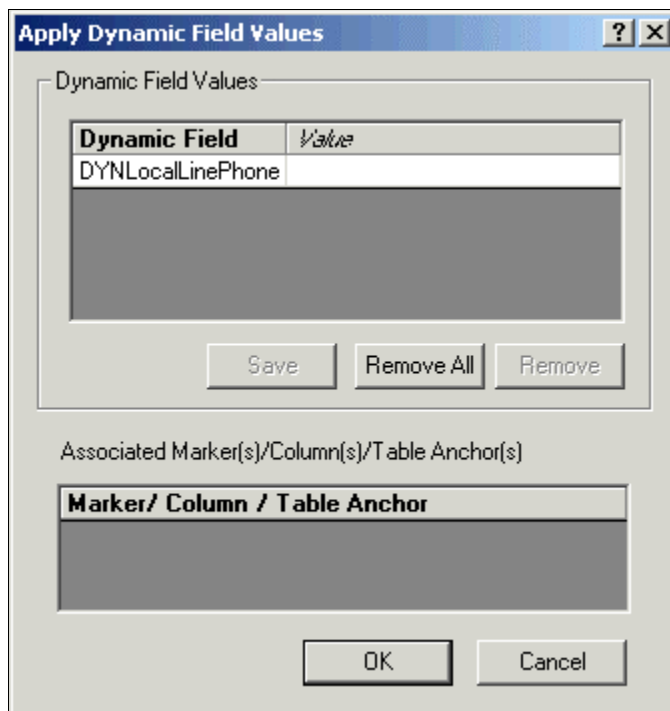 Apply Dynamic Field Values ? X
Dynamic Field Values
Dynamic Field Value
DYNLocalLinePhone
Save Remove All Remove
Associated Marker(s)/Column(s)/Table Anchor(s)
Marker/ Column / Table Anchor
OK Cancel